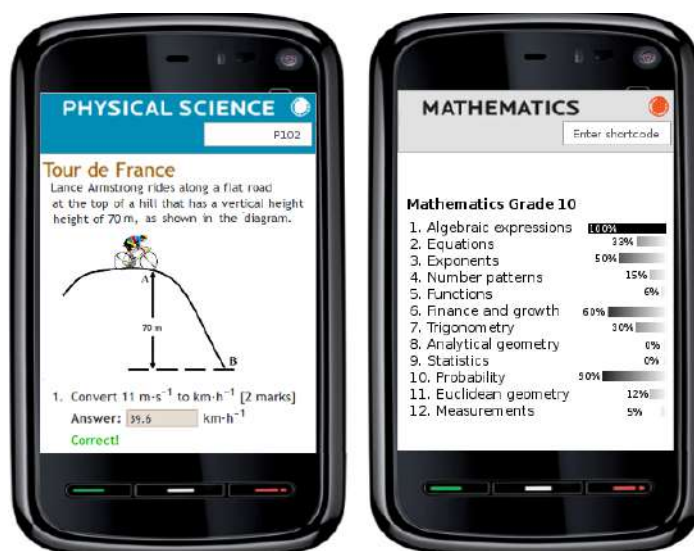 PHYSICAL SCIENCE
P102
Tour de France
Lance Armstrong rides along a flat road
at the top of a hill that has a vertical height
height of 70 m, as shown in the diagram.
A
70 m
B
1. Convert 11 m·s⁻¹ to km·h⁻¹ [2 marks]
Answer: 39.6 km·h⁻¹
Correct!
MATHEMATICS
Enter shortcode
Mathematics Grade 10
1. Algebraic expressions 100%
2. Equations 33%
3. Exponents 50%
4. Number patterns 15%
5. Functions 6%
6. Finance and growth 60%
7. Trigonometry 30%
8. Analytical geometry 0%
9. Statistics 0%
10. Probability 90%
11. Euclidean geometry 12%
12. Measurements 5%